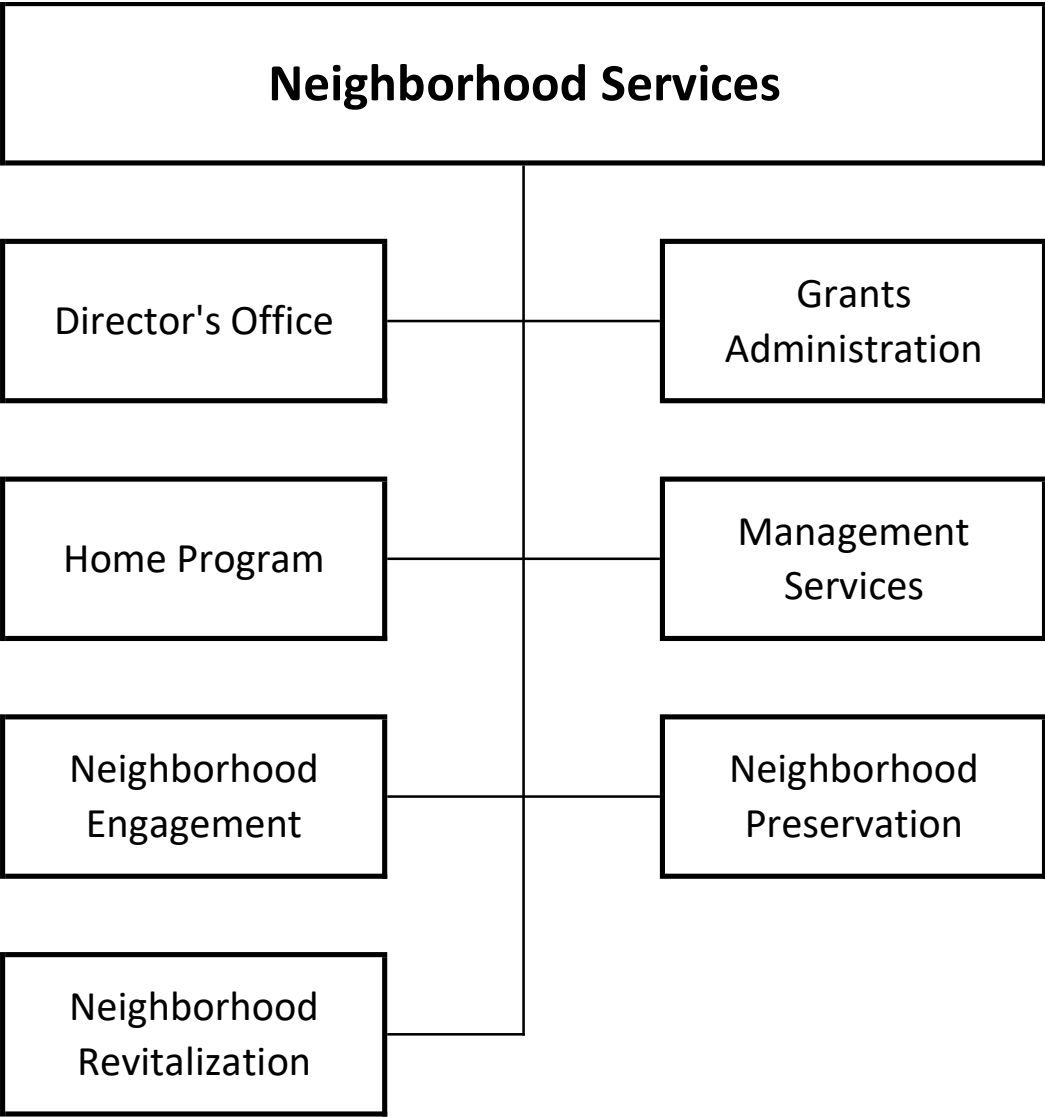 Neighborhood Services
Director's Office
Grants
Administration
Home Program
Management
Services
Neighborhood
Engagement
Neighborhood
Preservation
Neighborhood
Revitalization